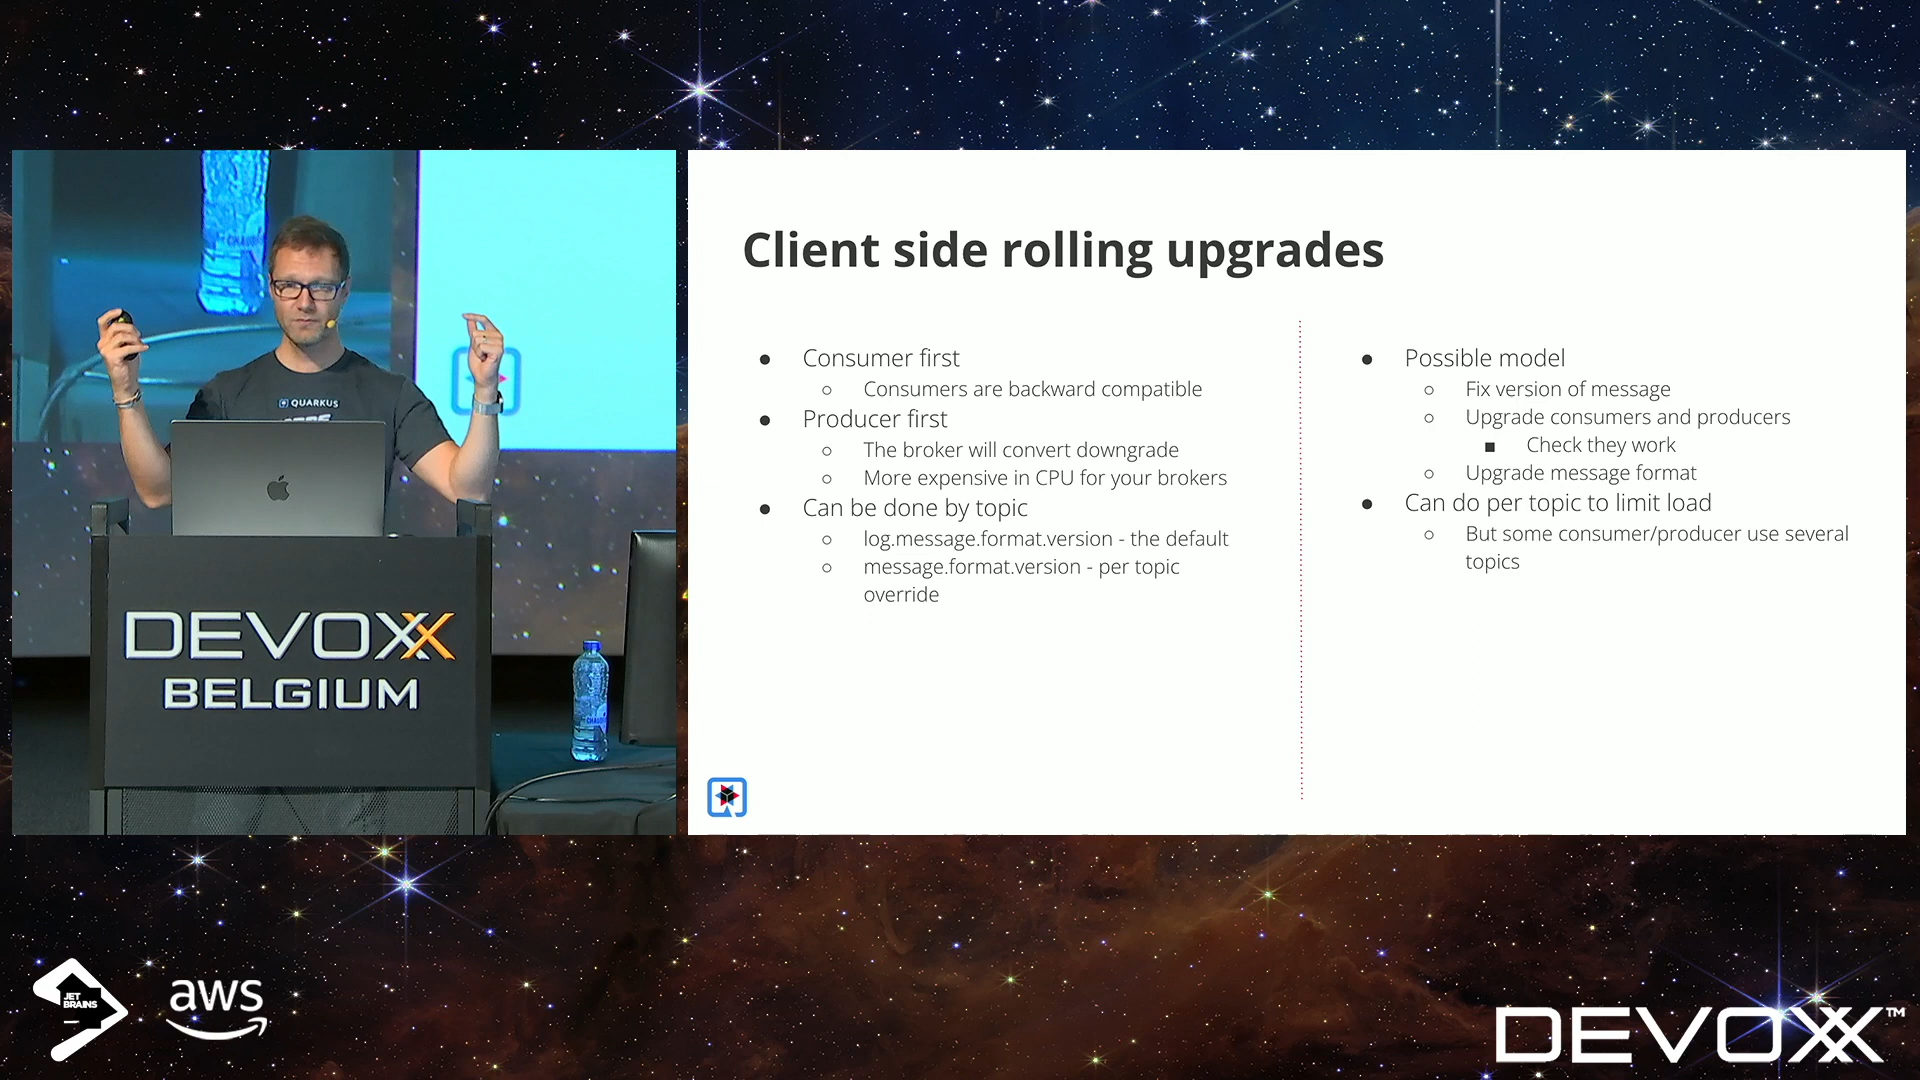 QUARKUS
DEVOXX
BELGIUM
Client side rolling upgrades
● Consumer first
○ Consumers are backward compatible
● Producer first
○ The broker will convert downgrade
○ More expensive in CPU for your brokers
● Can be done by topic
○ log.message.format.version - the default
○ message.format.version - per topic
override
● Possible model
○ Fix version of message
○ Upgrade consumers and producers
■ Check they work
○ Upgrade message format
● Can do per topic to limit load
○ But some consumer/producer use several
topics
JET
BRAINS
aws
DEVOXX™